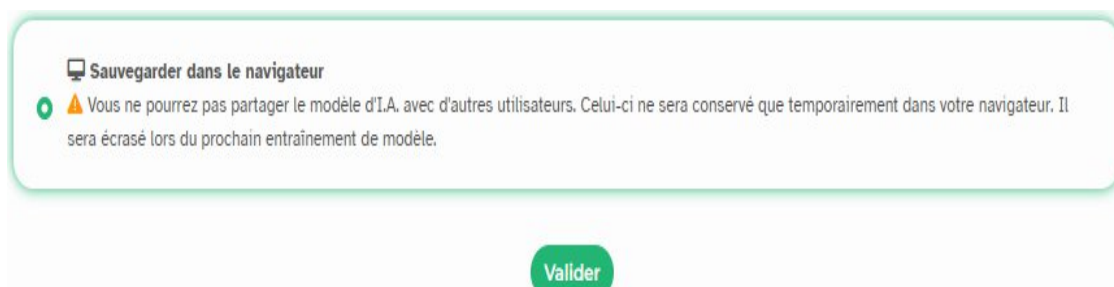 Sauvegarder dans le navigateur
Vous ne pourrez pas partager le modèle d'I.A. avec d'autres utilisateurs. Celui-ci ne sera conservé que temporairement dans votre navigateur. Il
sera écrasé lors du prochain entraînement de modèle.
Valider